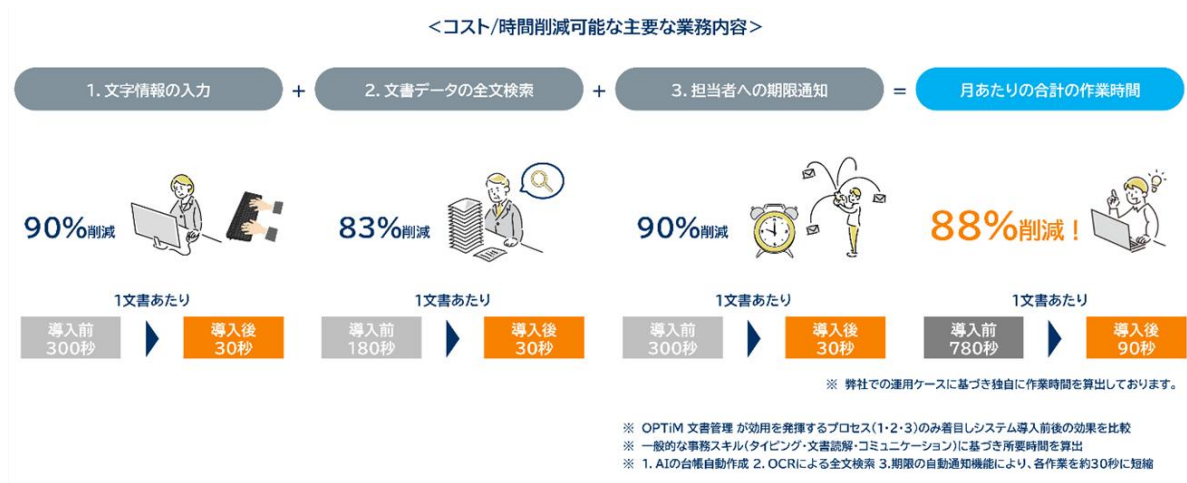 ＜コスト/時間削減可能な主要な業務内容＞
1. 文字情報の入力 + 2. 文書データの全文検索 + 3. 担当者への期限通知 = 月あたりの合計の作業時間
90%削減 83%削減 90%削減 88%削減！
1文書あたり 1文書あたり 1文書あたり 1文書あたり
導入前 導入後 導入前 導入後 導入前 導入後 導入前 導入後
300秒 30秒 180秒 30秒 300秒 30秒 780秒 90秒
※ 弊社での運用ケースに基づき独自に作業時間を算出しております。
※ OPTiM 文書管理 が効用を発揮するプロセス(1・2・3)のみ着目しシステム導入前後の効果を比較
※ 一般的な事務スキル(タイピング・文書読解・コミュニケーション)に基づき所要時間を算出
※ 1. AIの台帳自動作成 2. OCRによる全文検索 3.期限の自動通知機能により、各作業を約30秒に短縮